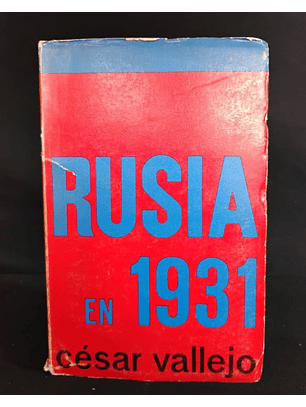 RUSIA
EN 1931
césar vallejo